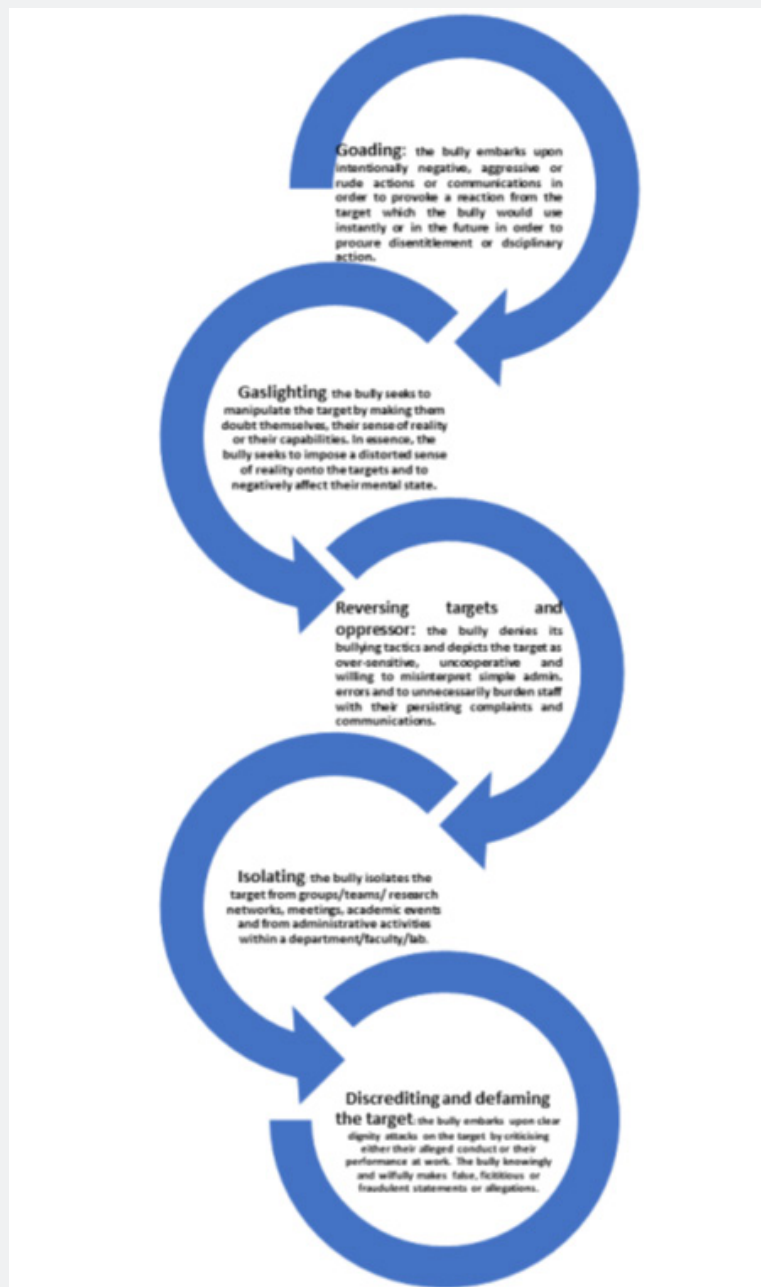 Goading: the bully embarks upon
intentionally negative, aggressive or
rude actions or communications in
order to provoke a reaction from the
target which the bully would use
instantly or in the future in order to
procure disentitlement or dsciplinary
action.
Gaslighting the bully seeks to
manipulate the target by making them
doubt themselves, their sense of reality
or their capabilities. In essence, the
bully seeks to impose a distorted sense
of reality onto the targets and to
negatively affect their mental state.
Reversing targets and
oppressor: the bully denies its
bullying tactics and depicts the target as
over-sensitive, uncooperative and
willing to misinterpret simple admin.
errors and to unnecessarily burden staff
with their persisting complaints and
communications.
Isolating the bully isolates the
target from groups/teams/ research
networks, meetings, academic events
and from administrative activities
within a department/faculty/lab.
Discrediting and defaming
the target: the bully embarks upon clear
dignity attacks on the target by criticising
either their alleged conduct or their
performance at work. The bully knowingly
and wilfully makes false, fictitious or
fraudulent statements or allegations.